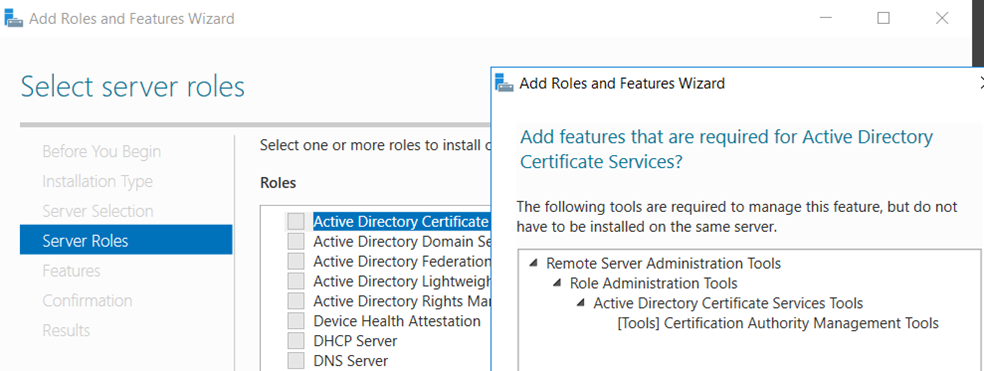 Add Roles and Features Wizard
Select server roles
Before You Begin
Installation Type
Server Selection
Server Roles
Features
Confirmation
Results
Select one or more roles to install
Roles
Active Directory Certificate
Active Directory Domain
Active Directory Federation
Active Directory
Active Directory Rights
Device Health Attestation
DHCP Server
DNS Server
Add Roles and Features Wizard
Add features that are required for Active Directory
Certificate Services?
The following tools are required to manage this feature, but do not
have to be installed on the same server.
Remote Server Administration Tools
Role Administration Tools
Active Directory Certificate Services Tools
[Tools] Certification Authority Management Tools